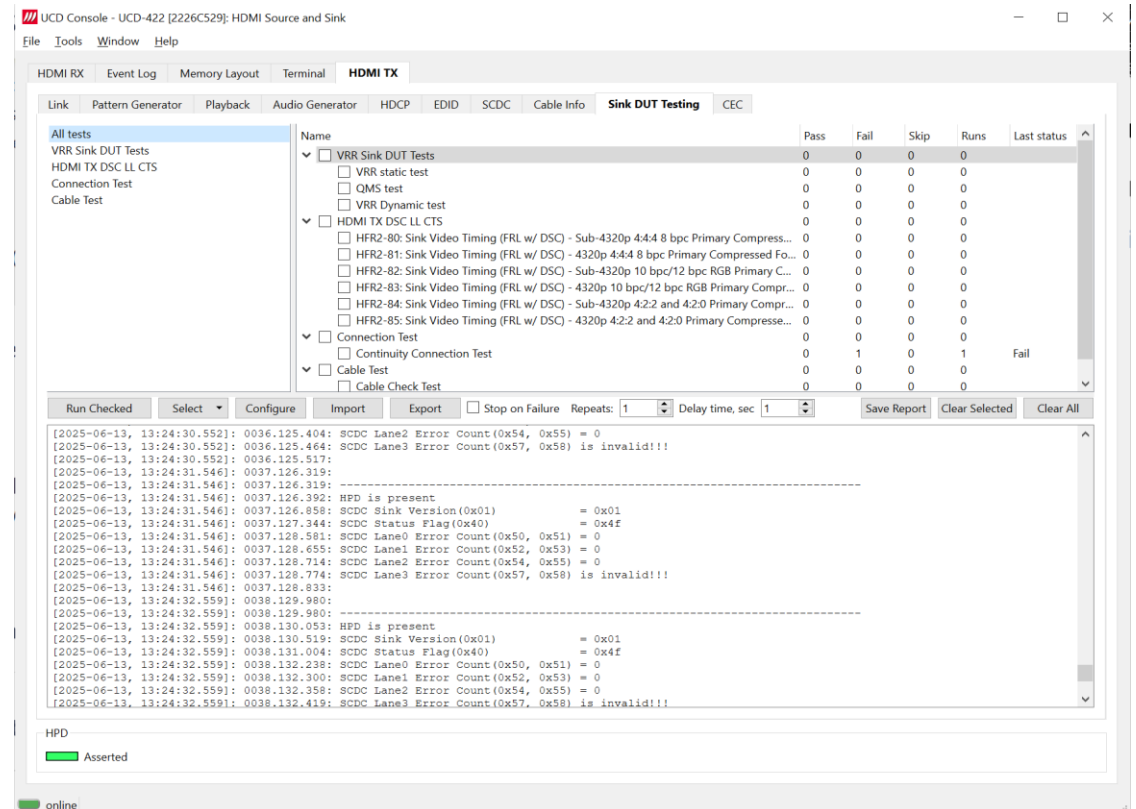 UCD Console - UCD-422 [2226C529]: HDMI Source and Sink
File Tools Window Help
HDMI RX Event Log Memory Layout Terminal HDMI TX
Link Pattern Generator Playback Audio Generator HDCP EDID SCDC Cable Info Sink DUT Testing CEC
All tests
VRR Sink DUT Tests
HDMI TX DSC LL CTS
Connection Test
Cable Test
Name Pass Fail Skip Runs Last status
VRR Sink DUT Tests 0 0 0 0
VRR static test 0 0 0 0
QMS test 0 0 0 0
VRR Dynamic test 0 0 0 0
HDMI TX DSC LL CTS 0 0 0 0
HFR2-80: Sink Video Timing (FRL w/ DSC) - Sub-4320p 4:4:4 8 bpc Primary Compress... 0 0 0 0
HFR2-81: Sink Video Timing (FRL w/ DSC) - 4320p 4:4:4 8 bpc Primary Compressed Fo... 0 0 0 0
HFR2-82: Sink Video Timing (FRL w/ DSC) - Sub-4320p 10 bpc/12 bpc RGB Primary C... 0 0 0 0
HFR2-83: Sink Video Timing (FRL w/ DSC) - 4320p 10 bpc/12 bpc RGB Primary Compr... 0 0 0 0
HFR2-84: Sink Video Timing (FRL w/ DSC) - Sub-4320p 4:2:2 and 4:2:0 Primary Compr... 0 0 0 0
HFR2-85: Sink Video Timing (FRL w/ DSC) - 4320p 4:2:2 and 4:2:0 Primary Compresse... 0 0 0 0
Connection Test 0 0 0 0
Continuity Connection Test 0 1 0 1 Fail
Cable Test 0 0 0 0
Cable Check Test 0 0 0 0
Run Checked Select Configure Import Export Stop on Failure Repeats: 1 Delay time, sec 1 Save Report Clear Selected Clear All
[2025-06-13, 13:24:30.552]: 0036.125.404: SCDC Lane2 Error Count(0x54, 0x55) = 0
[2025-06-13, 13:24:30.552]: 0036.125.464: SCDC Lane3 Error Count(0x57, 0x58) is invalid!!!
[2025-06-13, 13:24:30.552]: 0036.125.517:
[2025-06-13, 13:24:31.546]: 0037.126.319:
[2025-06-13, 13:24:31.546]: 0037.126.319: --------------------------------------------------------------------------
[2025-06-13, 13:24:31.546]: 0037.126.392: HPD is present
[2025-06-13, 13:24:31.546]: 0037.126.858: SCDC Sink Version(0x01) = 0x01
[2025-06-13, 13:24:31.546]: 0037.127.344: SCDC Status Flag(0x40) = 0x4f
[2025-06-13, 13:24:31.546]: 0037.128.581: SCDC Lane0 Error Count(0x50, 0x51) = 0
[2025-06-13, 13:24:31.546]: 0037.128.655: SCDC Lane1 Error Count(0x52, 0x53) = 0
[2025-06-13, 13:24:31.546]: 0037.128.714: SCDC Lane2 Error Count(0x54, 0x55) = 0
[2025-06-13, 13:24:31.546]: 0037.128.774: SCDC Lane3 Error Count(0x57, 0x58) is invalid!!!
[2025-06-13, 13:24:31.546]: 0037.128.833:
[2025-06-13, 13:24:32.559]: 0038.129.980:
[2025-06-13, 13:24:32.559]: 0038.129.980: --------------------------------------------------------------------------
[2025-06-13, 13:24:32.559]: 0038.130.053: HPD is present
[2025-06-13, 13:24:32.559]: 0038.130.519: SCDC Sink Version(0x01) = 0x01
[2025-06-13, 13:24:32.559]: 0038.131.004: SCDC Status Flag(0x40) = 0x4f
[2025-06-13, 13:24:32.559]: 0038.132.238: SCDC Lane0 Error Count(0x50, 0x51) = 0
[2025-06-13, 13:24:32.559]: 0038.132.300: SCDC Lane1 Error Count(0x52, 0x53) = 0
[2025-06-13, 13:24:32.559]: 0038.132.358: SCDC Lane2 Error Count(0x54, 0x55) = 0
[2025-06-13, 13:24:32.559]: 0038.132.419: SCDC Lane3 Error Count(0x57, 0x58) is invalid!!!
HPD
Asserted
online